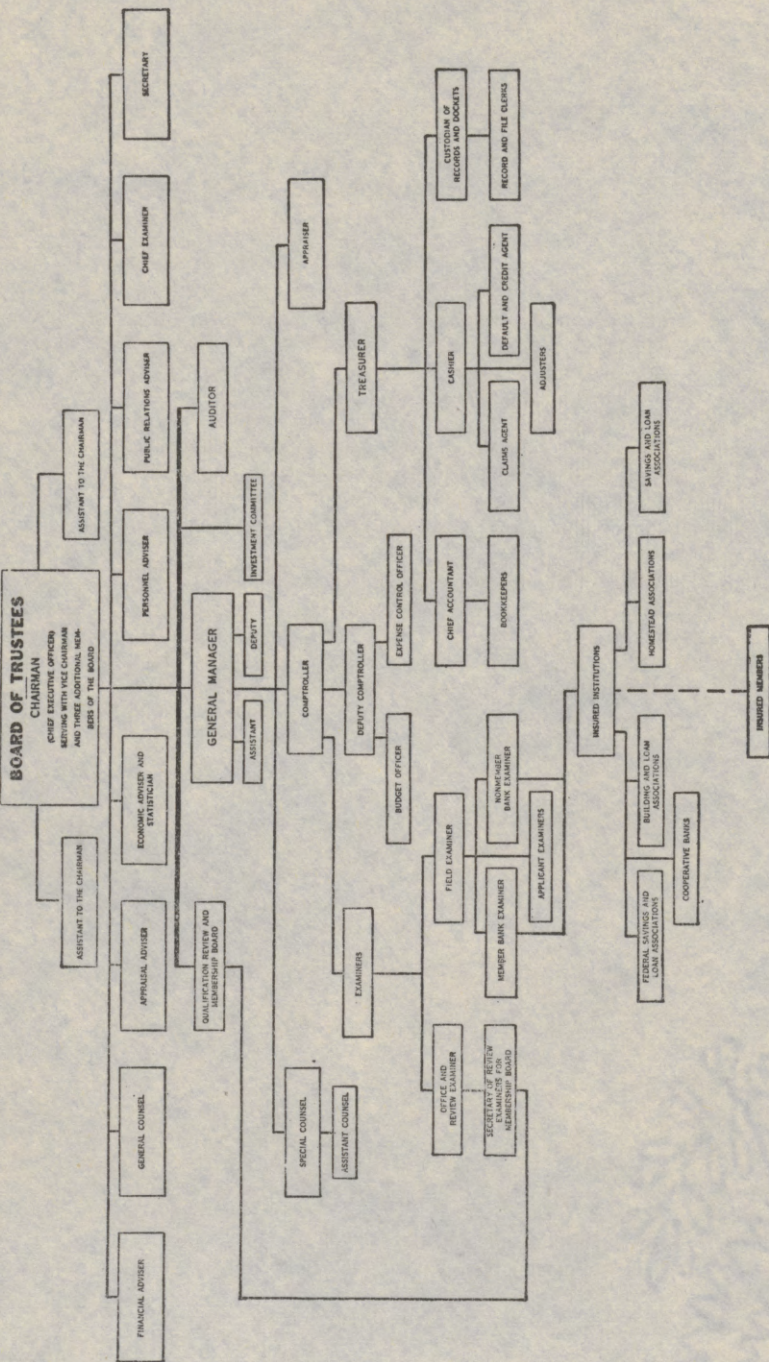 BOARD OF TRUSTEES
CHAIRMAN
(CHIEF EXECUTIVE OFFICER)
SERVING WITH VICE CHAIRMAN
AND THREE ADDITIONAL MEM-
BERS OF THE BOARD
ASSISTANT TO THE CHAIRMAN
ASSISTANT TO THE CHAIRMAN
FINANCIAL ADVISER
GENERAL COUNSEL
APPRAISAL ADVISER
ECONOMIC ADVISER AND
STATISTICIAN
PERSONNEL ADVISER
PUBLIC RELATIONS ADVISER
CHIEF EXAMINER
SECRETARY
QUALIFICATION REVIEW AND
MEMBERSHIP BOARD
GENERAL MANAGER
AUDITOR
ASSISTANT
DEPUTY
INVESTMENT COMMITTEE
SPECIAL COUNSEL
COMPTROLLER
APPRAISER
ASSISTANT COUNSEL
EXAMINERS
DEPUTY COMPTROLLER
TREASURER
BUDGET OFFICER
EXPENSE CONTROL OFFICER
OFFICE AND
REVIEW EXAMINER
FIELD EXAMINER
CHIEF ACCOUNTANT
CASHIER
CUSTODIAN OF
RECORDS AND DOCKETS
SECRETARY OF REVIEW
EXAMINERS FOR
MEMBERSHIP BOARD
MEMBER BANK EXAMINER
NONMEMBER
BANK EXAMINER
BOOKKEEPERS
CLAIMS AGENT
DEFAULT AND CREDIT AGENT
RECORD AND FILE CLERKS
APPLICANT EXAMINERS
ADJUSTERS
INSURED INSTITUTIONS
FEDERAL SAVINGS AND
LOAN ASSOCIATIONS
BUILDING AND LOAN
ASSOCIATIONS
HOMESTEAD ASSOCIATIONS
SAVINGS AND LOAN
ASSOCIATIONS
COOPERATIVE BANKS
INSURED MEMBERS